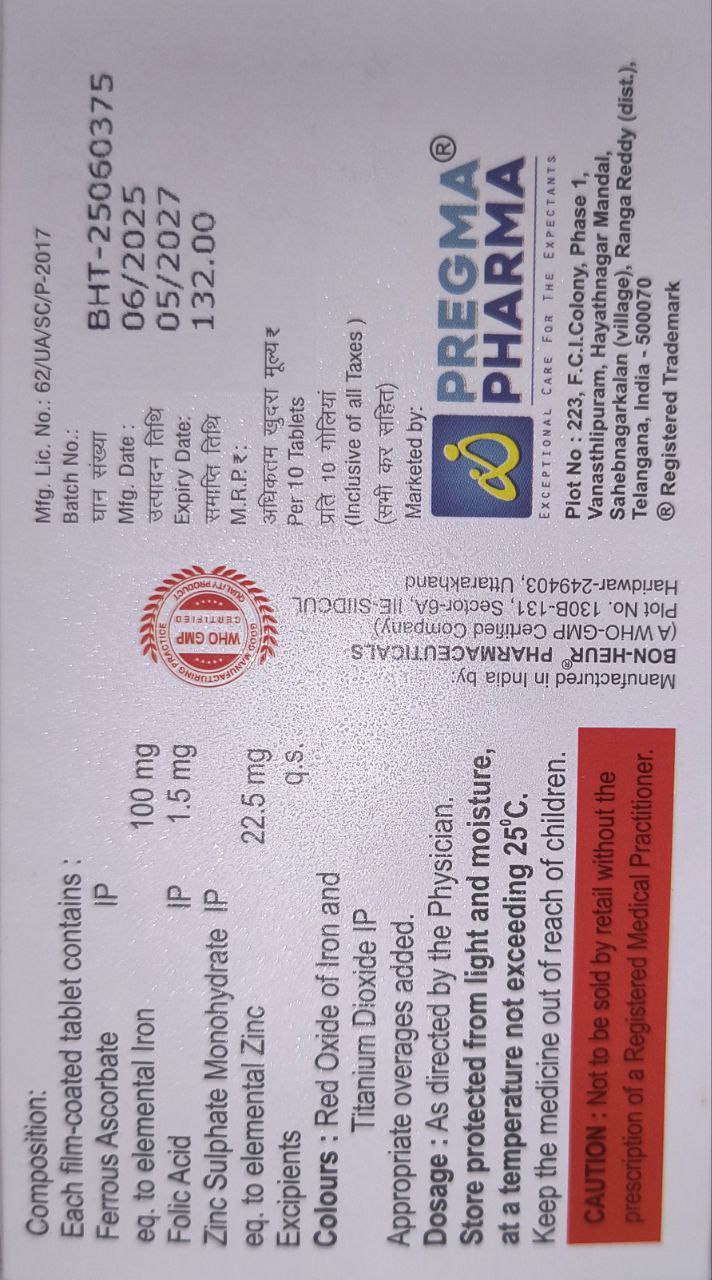 Composition:
Each film-coated tablet contains :
Ferrous Ascorbate IP
eq. to elemental Iron 100 mg
Folic Acid IP 1.5 mg
Zinc Sulphate Monohydrate IP
eq. to elemental Zinc 22.5 mg
Excipients q.s.
Colours : Red Oxide of Iron and
Titanium Dioxide IP
Appropriate overages added.
Dosage : As directed by the Physician.
Store protected from light and moisture,
at a temperature not exceeding 25⁰C.
Keep the medicine out of reach of children.
CAUTION : Not to be sold by retail without the
prescription of a Registered Medical Practitioner.
GOOD MANUFACTURING PRACTICE
WHO GMP
CERTIFIED
QUALITY PRODUCT
Manufactured in India by:
BON-HEUR® PHARMACEUTICALS
(A WHO-GMP Certified Company)
Plot No. 130B-131, Sector-6A, IIE-SIIDCUL
Haridwar-249403, Uttarakhand
Mfg. Lic. No.: 62/UA/SC/P-2017
Batch No.: BHT-25060375
घान संख्या
Mfg. Date : 06/2025
उत्पादन तिथि
Expiry Date: 05/2027
समाप्ति तिथि
M.R.P.₹ : 132.00
अधिकतम खुदरा मूल्य ₹
Per 10 Tablets
प्रति 10 गोलियां
(Inclusive of all Taxes )
(सभी कर सहित)
Marketed by:
PREGMA®
PHARMA
EXCEPTIONAL CARE FOR THE EXPECTANTS
Plot No : 223, F.C.I.Colony, Phase 1,
Vanasthlipuram, Hayathnagar Mandal,
Sahebnagarkalan (village), Ranga Reddy (dist.),
Telangana, India - 500070
® Registered Trademark